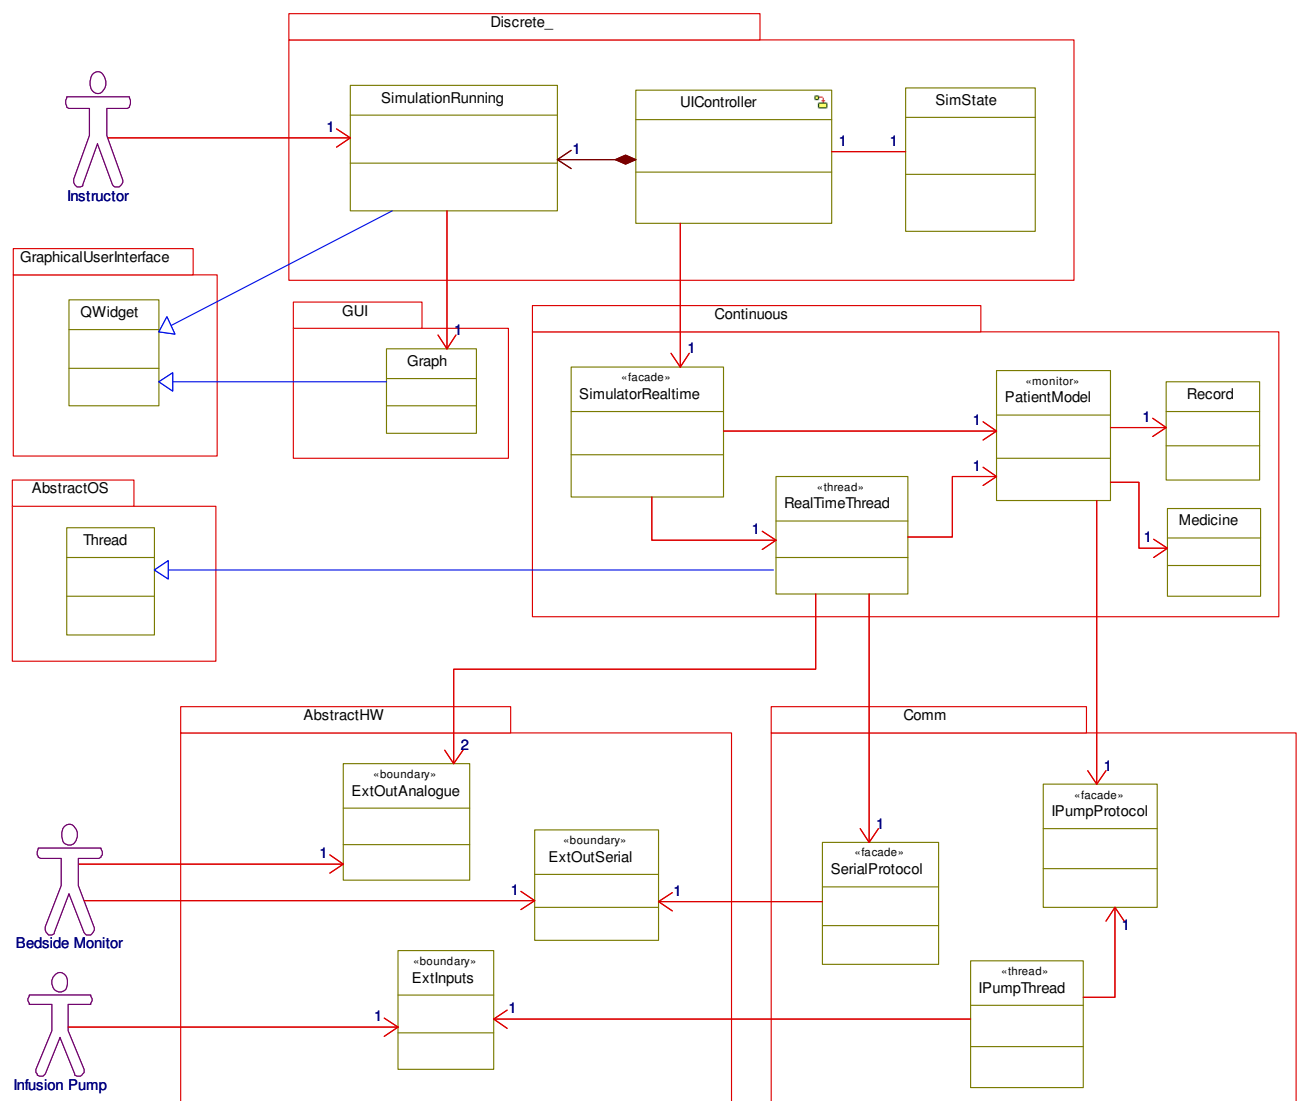 Discrete_
SimulationRunning
UIController
SimState
1
1
1
1
Instructor
GraphicalUserInterface
QWidget
GUI
1
Graph
Continuous
1
«facade»
SimulatorRealtime
«monitor»
PatientModel
Record
1
1
1
AbstractOS
Thread
«thread»
RealTimeThread
1
Medicine
1
AbstractHW
Comm
2
«boundary»
ExtOutAnalogue
1
1
«facade»
IPumpProtocol
«boundary»
ExtOutSerial
1
«facade»
SerialProtocol
1
1
Bedside Monitor
1
«boundary»
ExtInputs
«thread»
IPumpThread
1
1
Infusion Pump